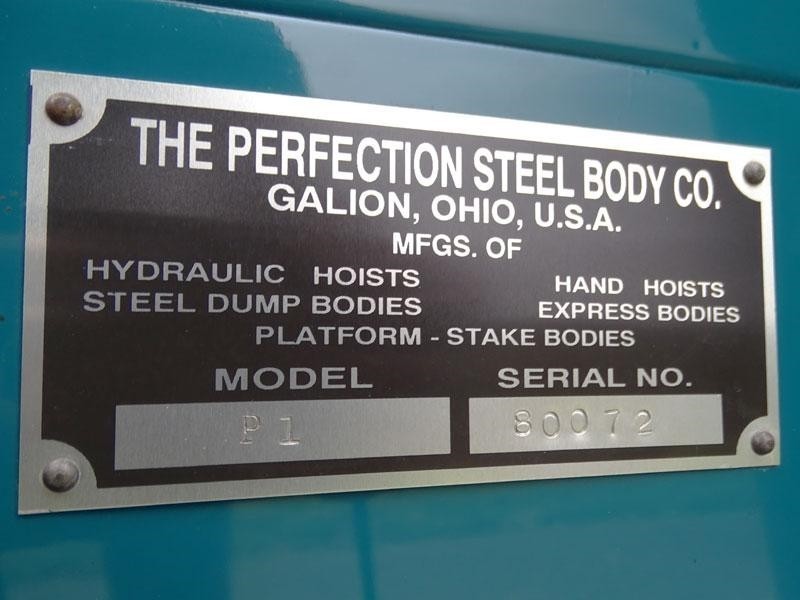 THE PERFECTION STEEL BODY CO.
GALION, OHIO, U.S.A.
MFGS. OF
HYDRAULIC HOISTS HAND HOISTS
STEEL DUMP BODIES EXPRESS BODIES
PLATFORM - STAKE BODIES
MODEL SERIAL NO.
P1 80072